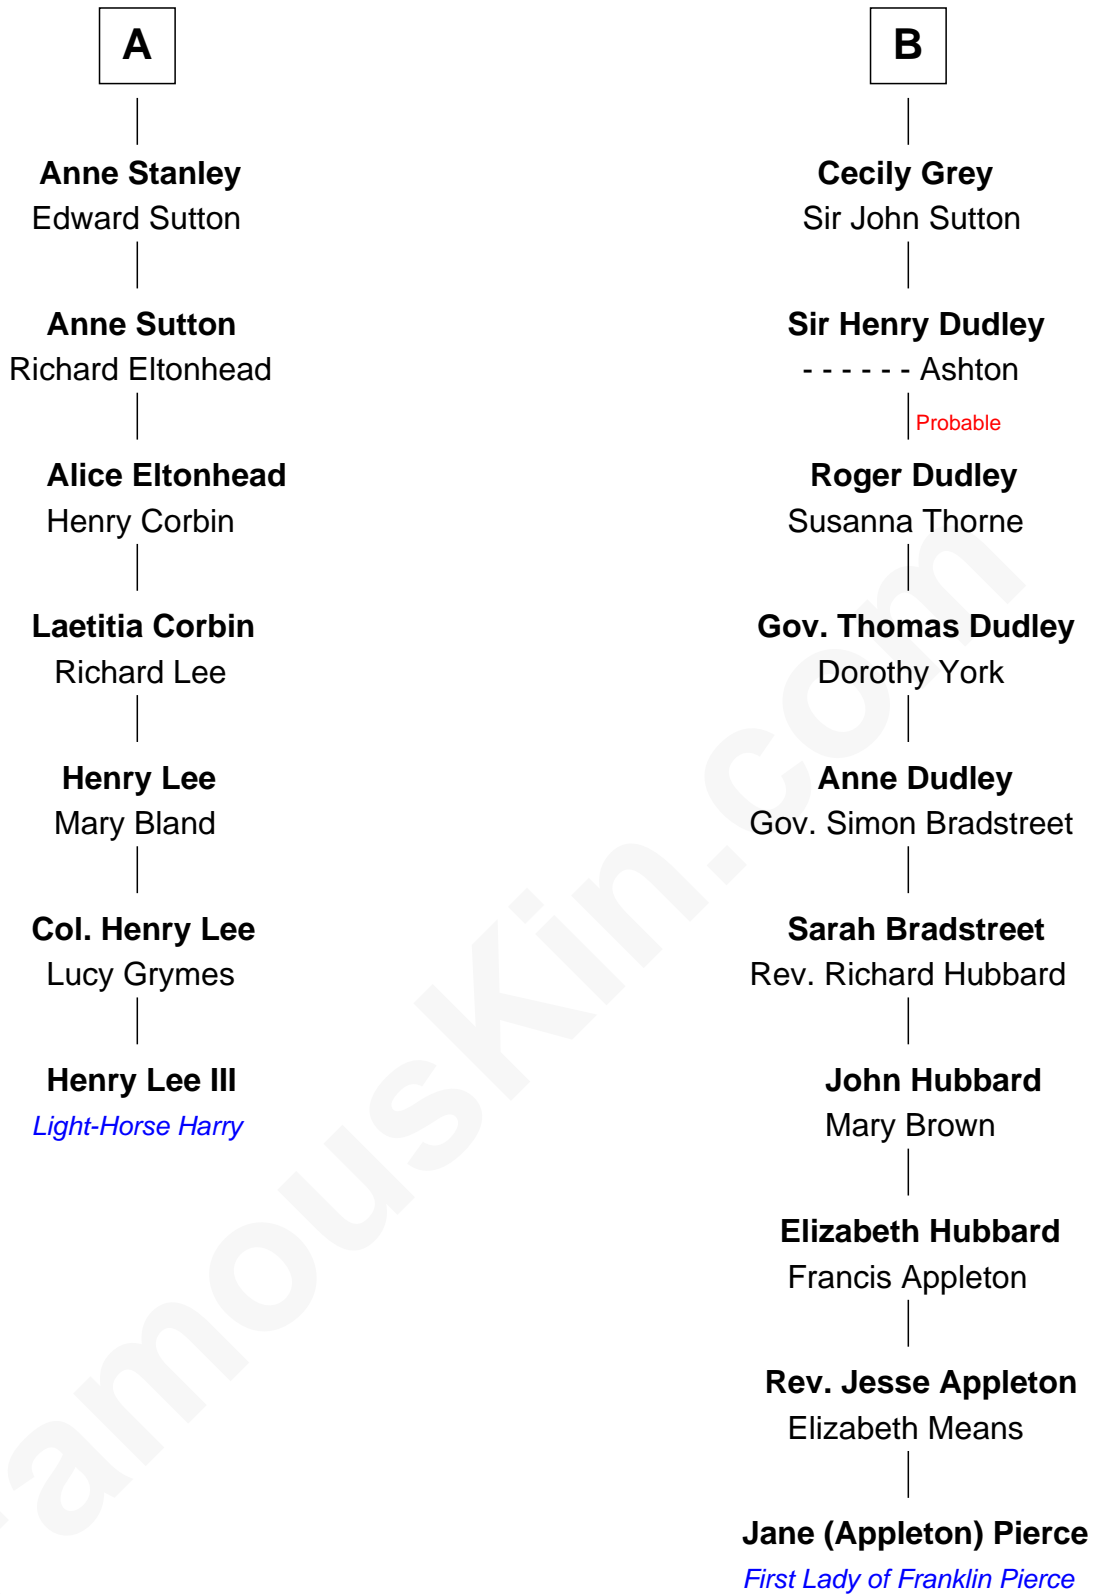 A
Anne Stanley
Edward Sutton
Anne Sutton
Richard Eltonhead
Alice Eltonhead
Henry Corbin
Laetitia Corbin
Richard Lee
Henry Lee
Mary Bland
Col. Henry Lee
Lucy Grymes
Henry Lee III
Light-Horse Harry
B
Cecily Grey
Sir John Sutton
Sir Henry Dudley
- - - - - - Ashton
Probable
Roger Dudley
Susanna Thorne
Gov. Thomas Dudley
Dorothy York
Anne Dudley
Gov. Simon Bradstreet
Sarah Bradstreet
Rev. Richard Hubbard
John Hubbard
Mary Brown
Elizabeth Hubbard
Francis Appleton
Rev. Jesse Appleton
Elizabeth Means
Jane (Appleton) Pierce
First Lady of Franklin Pierce
amouskin.com